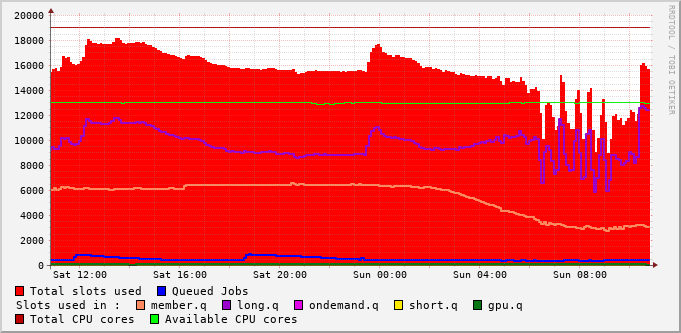 20000
18000
16000
14000
12000
10000
8000
6000
4000
2000
0
Sat 12:00 Sat 16:00 Sat 20:00 Sun 00:00 Sun 04:00 Sun 08:00
Total slots used Queued Jobs
Slots used in : member.q long.q ondemand.q short.q gpu.q
Total CPU cores Available CPU cores
RRDTOOL / TOBI OETIKER